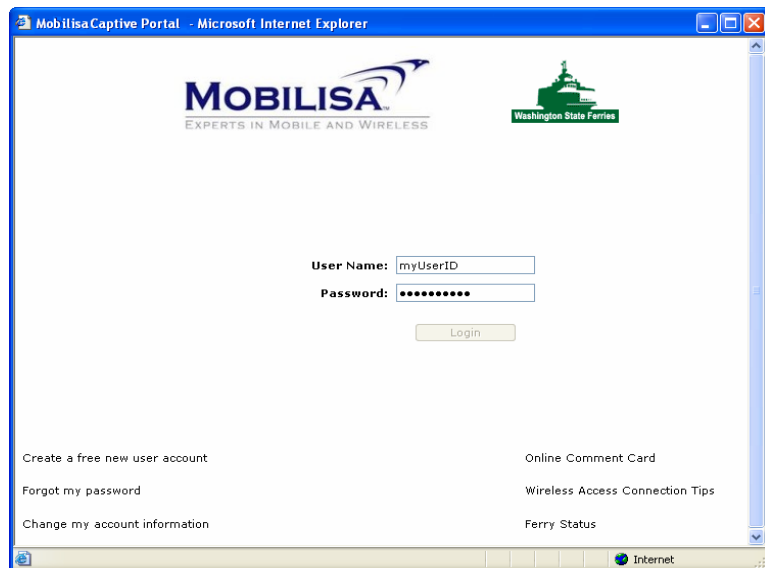 Mobilisa Captive Portal - Microsoft Internet Explorer
MOBILISA™
EXPERTS IN MOBILE AND WIRELESS
Washington State Ferries
User Name: myUserID
Password: ●●●●●●●●●●
Login
Create a free new user account
Online Comment Card
Forgot my password
Wireless Access Connection Tips
Change my account information
Ferry Status
Internet